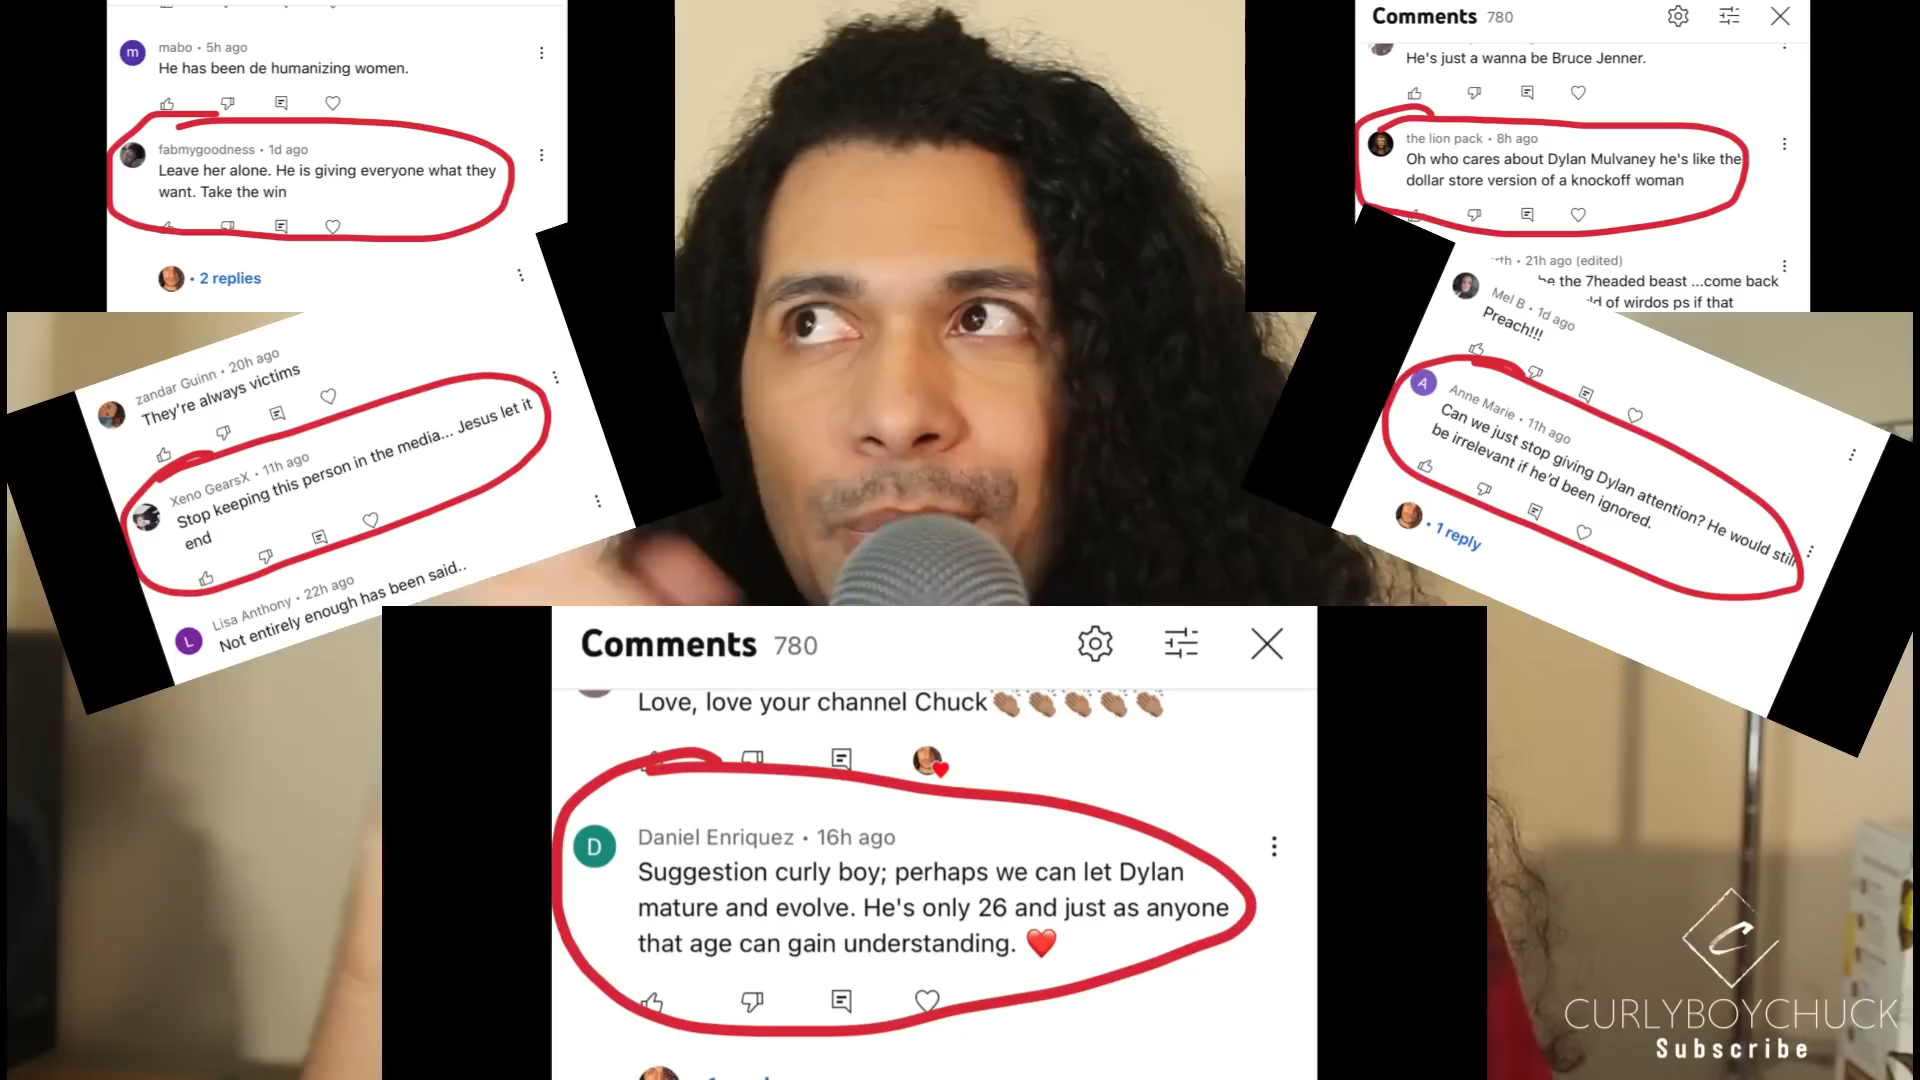 mabo • 5h ago
He has been de humanizing women.
fabmygoodness • 1d ago
Leave her alone. He is giving everyone what they
want. Take the win
• 2 replies
Comments 780
He's just a wanna be Bruce Jenner.
the lion pack • 8h ago
Oh who cares about Dylan Mulvaney he's like the
dollar store version of a knockoff woman
• 21h ago (edited)
be the 7headed beast ...come back
of wirdos ps if that
zandar Guinn • 20h ago
They're always victims
Xeno GearsX • 11h ago
Stop keeping this person in the media... Jesus let it
end
L
Lisa Anthony • 22h ago
Not entirely enough has been said..
Mel B • 1d ago
Preach!!!
A
Anne Marie • 11h ago
Can we just stop giving Dylan attention? He would still
be irrelevant if he'd been ignored.
• 1 reply
Comments 780
Love, love your channel Chuck👏🏽👏🏽👏🏽👏🏽👏🏽
D
Daniel Enriquez • 16h ago
Suggestion curly boy; perhaps we can let Dylan
mature and evolve. He's only 26 and just as anyone
that age can gain understanding. ❤️
C
CURLYBOYCHUCK
Subscribe